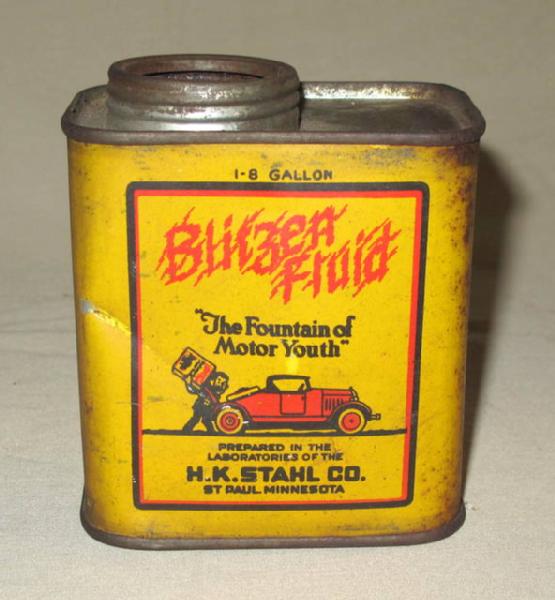 1-8 GALLON
Blitzen
Fluid
"The Fountain of
Motor Youth"
PREPARED IN THE
LABORATORIES OF THE
H.K. STAHL CO.
ST PAUL MINNESOTA